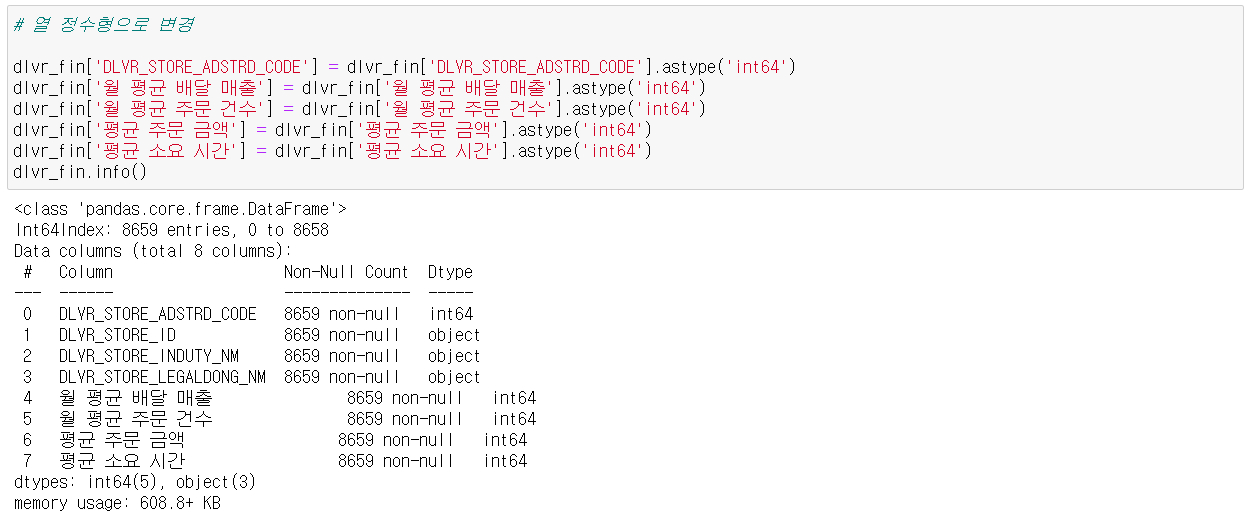 # 열 정수형으로 변경
dlvr_fin['DLVR_STORE_ADSTRD_CODE'] = dlvr_fin['DLVR_STORE_ADSTRD_CODE'].astype('int64')
dlvr_fin['월 평균 배달 매출'] = dlvr_fin['월 평균 배달 매출'].astype('int64')
dlvr_fin['월 평균 주문 건수'] = dlvr_fin['월 평균 주문 건수'].astype('int64')
dlvr_fin['평균 주문 금액'] = dlvr_fin['평균 주문 금액'].astype('int64')
dlvr_fin['평균 소요 시간'] = dlvr_fin['평균 소요 시간'].astype('int64')
dlvr_fin.info()
<class 'pandas.core.frame.DataFrame'>
Int64Index: 8659 entries, 0 to 8658
Data columns (total 8 columns):
 #   Column                   Non-Null Count  Dtype
---  ------                   --------------  -----
 0   DLVR_STORE_ADSTRD_CODE   8659 non-null   int64
 1   DLVR_STORE_ID            8659 non-null   object
 2   DLVR_STORE_INDUTY_NM     8659 non-null   object
 3   DLVR_STORE_LEGALDONG_NM  8659 non-null   object
 4   월 평균 배달 매출               8659 non-null   int64
 5   월 평균 주문 건수               8659 non-null   int64
 6   평균 주문 금액                 8659 non-null   int64
 7   평균 소요 시간                 8659 non-null   int64
dtypes: int64(5), object(3)
memory usage: 608.8+ KB